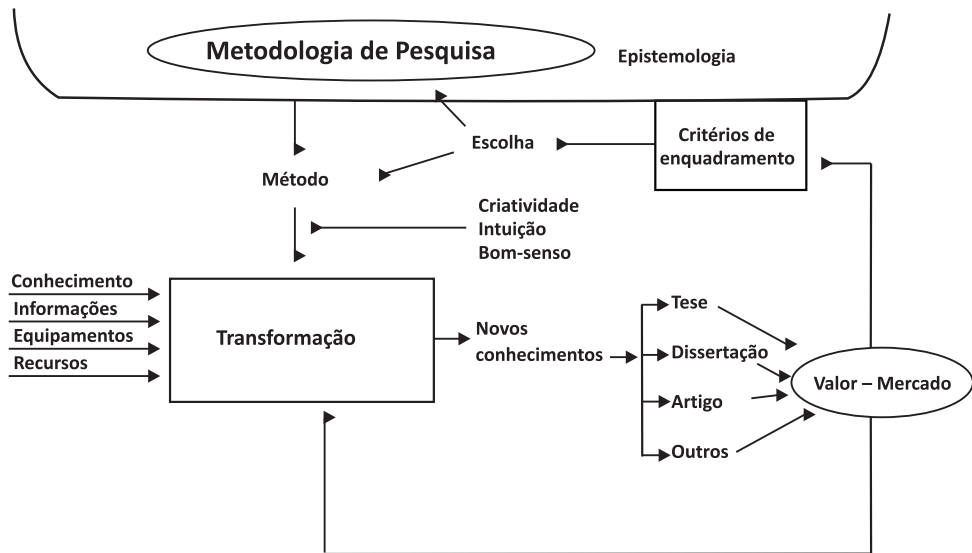 Metodologia de Pesquisa
Epistemologia
Escolha
Critérios de
enquadramento
Método
Criatividade
Intuição
Bom-senso
Conhecimento
Informações
Equipamentos
Recursos
Transformação
Novos
conhecimentos
Tese
Dissertação
Artigo
Outros
Valor – Mercado